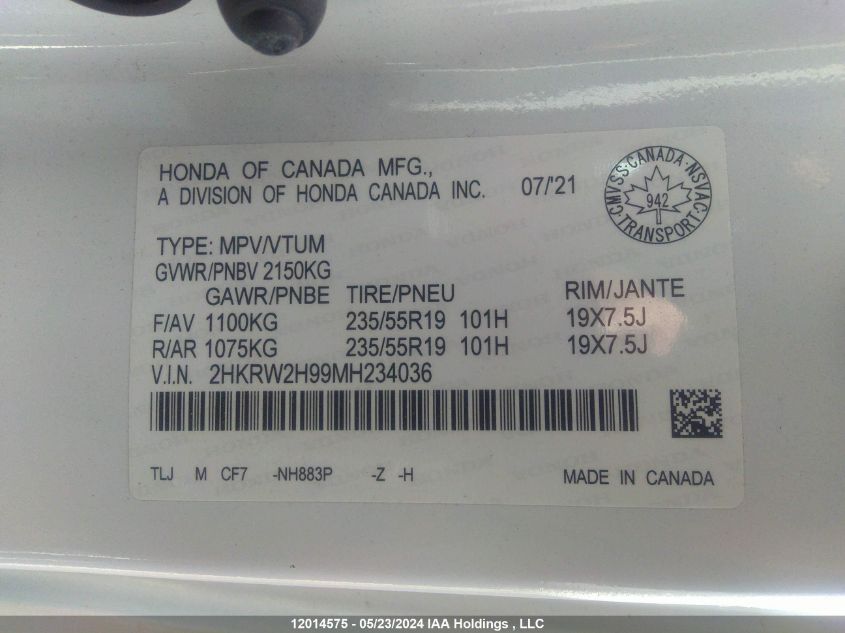 HONDA OF CANADA MFG.,
A DIVISION OF HONDA CANADA INC. 07/'21
CMVSS·CANADA·NSVAC
942
·TRANSPORT·
TYPE: MPV/VTUM
GVWR/PNBV 2150KG
GAWR/PNBE TIRE/PNEU RIM/JANTE
F/AV 1100KG 235/55R19 101H 19X7.5J
R/AR 1075KG 235/55R19 101H 19X7.5J
V.I.N. 2HKRW2H99MH234036
TLJ M CF7 -NH883P -Z -H MADE IN CANADA
12014575 - 05/23/2024 IAA Holdings , LLC